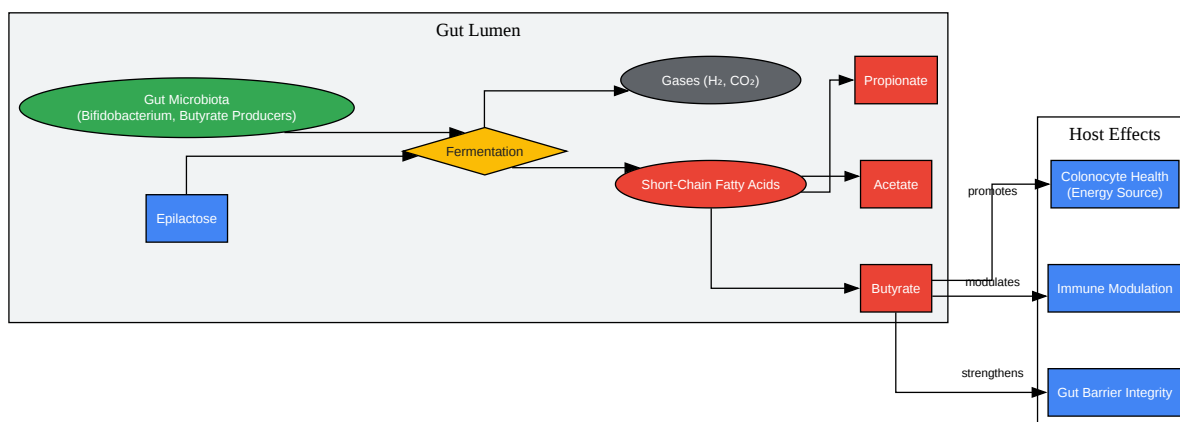 Gut Lumen
Gut Microbiota
(Bifidobacterium, Butyrate Producers)
Epilactose
Fermentation
Gases (H₂, CO₂)
Short-Chain Fatty Acids
Propionate
Acetate
Butyrate
promotes
modulates
strengthens
Host Effects
Colonocyte Health
(Energy Source)
Immune Modulation
Gut Barrier Integrity